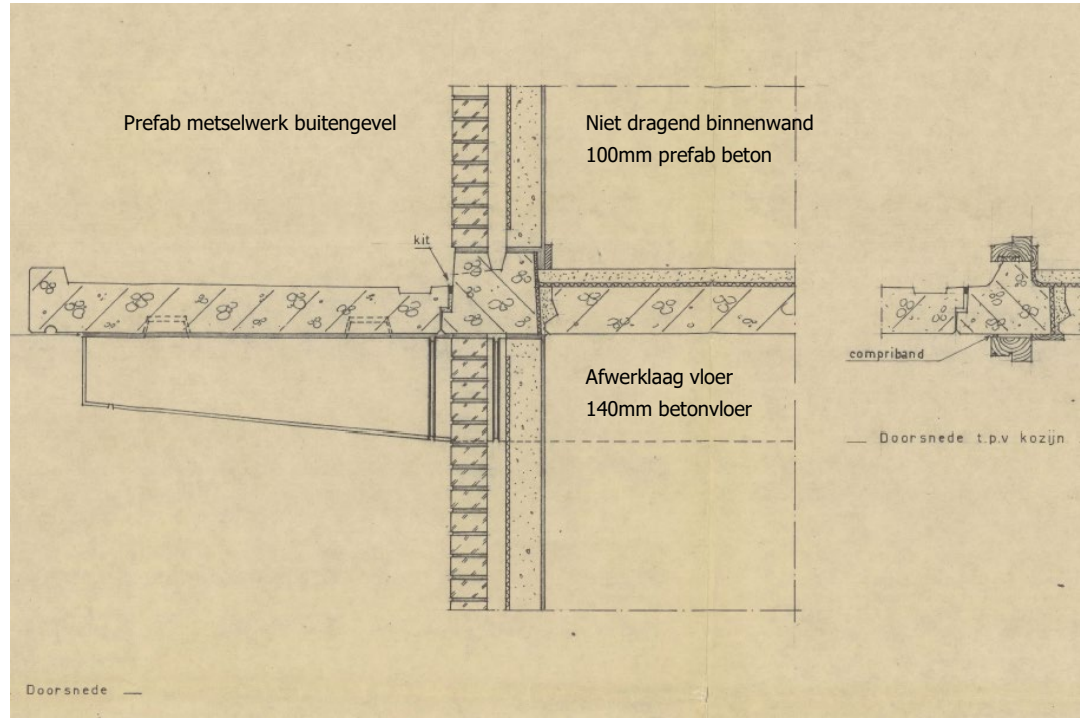 Prefab metselwerk buitengevel
Niet dragend binnenwand
100mm prefab beton
kit
Afwerklaag vloer
140mm betonvloer
compriband
Doorsnede t.p.v kozijn
Doorsnede